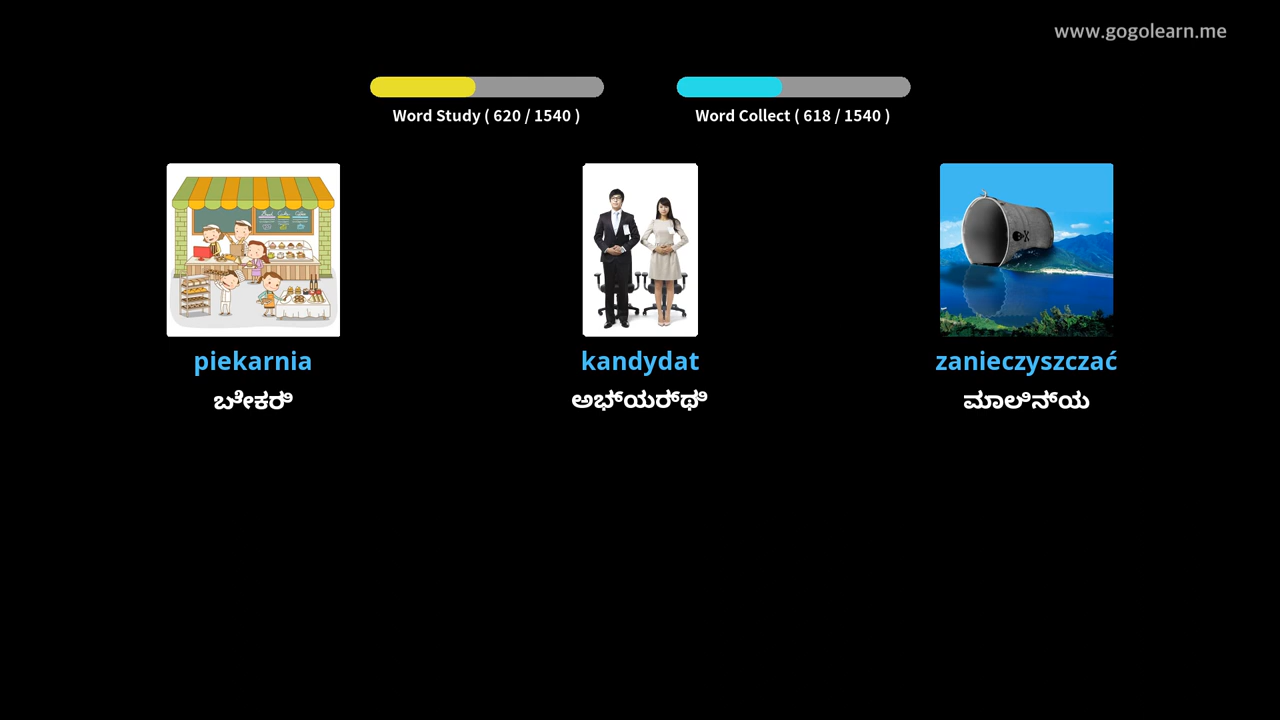 www.gogolearn.me
Word Study ( 620 / 1540 )
Word Collect ( 618 / 1540 )
piekarnia
kandydat
zanieczyszczać
ಬೇಕರಿ
ಅಭ್ಯರ್ಥಿ
ಮಾಲಿನ್ಯ